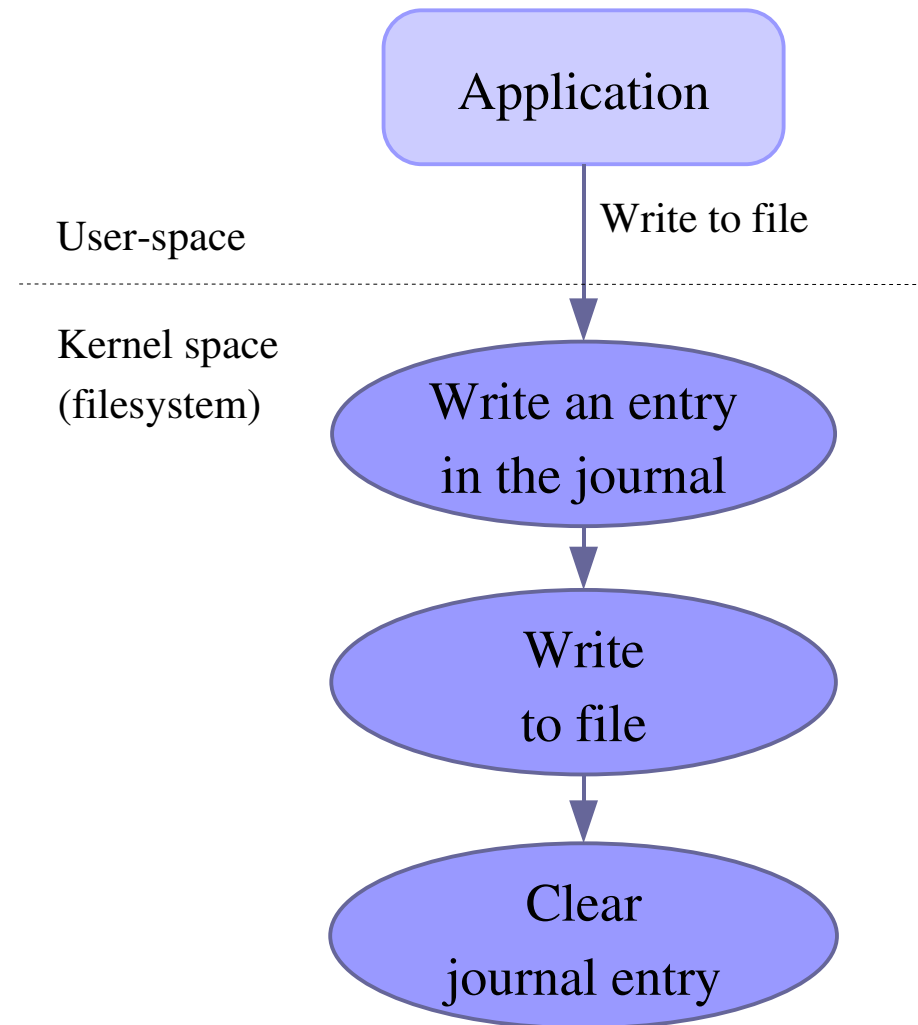 Application
Write to file
User-space
Kernel space
(filesystem)
Write an entry
in the journal
Write
to file
Clear
journal entry